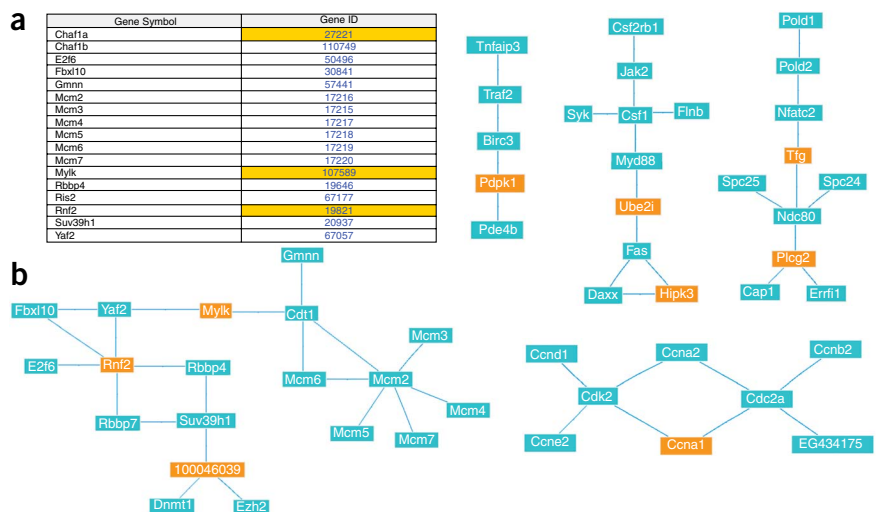 a
Gene Symbol Gene ID
Chaf1a 27221
Chaf1b 110749
E2f6 50496
Fbxl10 30841
Gmnn 57441
Mcm2 17216
Mcm3 17215
Mcm4 17217
Mcm5 17218
Mcm6 17219
Mcm7 17220
Mylk 107589
Rbbp4 19646
Ris2 67177
Rnf2 19821
Suv39h1 20937
Yaf2 67057
Tnfaip3
Traf2
Birc3
Pdpk1
Pde4b
Csf2rb1
Jak2
Syk Csf1 Flnb
Myd88
Ube2i
Fas
Daxx Hipk3
Pold1
Pold2
Nfatc2
Tfg
Spc25 Spc24
Ndc80
Plcg2
Cap1 Errfi1
b
Gmnn
Fbxl10 Yaf2 Mylk Cdt1
Mcm3
E2f6 Rnf2 Rbbp4
Mcm6 Mcm2
Mcm4
Rbbp7 Suv39h1
Mcm5 Mcm7
100046039
Dnmt1 Ezh2
Ccnd1 Ccna2 Ccnb2
Cdk2 Cdc2a
Ccne2 Ccna1 EG434175